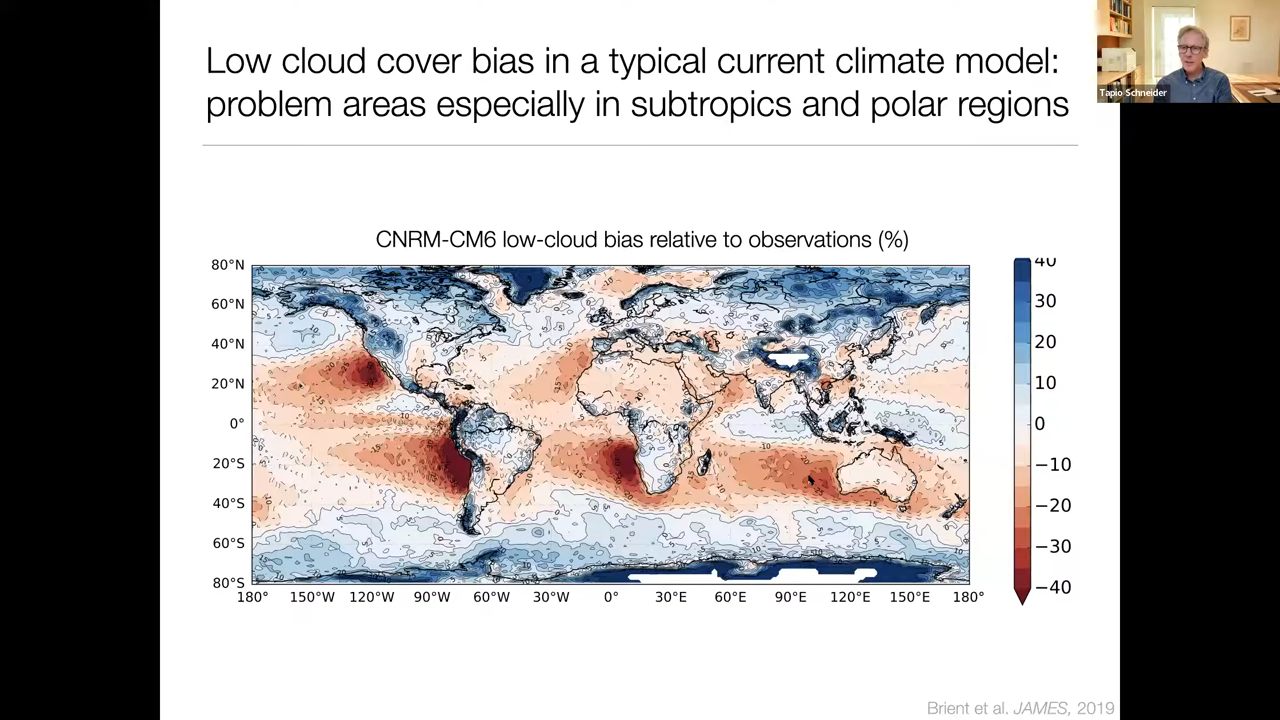 Low cloud cover bias in a typical current climate model:
problem areas especially in subtropics and polar regions
Tapio Schneider
CNRM-CM6 low-cloud bias relative to observations (%)
80°N
60°N
40°N
20°N
0°
20°S
40°S
60°S
80°S
180° 150°W 120°W 90°W 60°W 30°W 0° 30°E 60°E 90°E 120°E 150°E 180°
40
30
20
10
0
−10
−20
−30
−40
Brient et al. JAMES, 2019